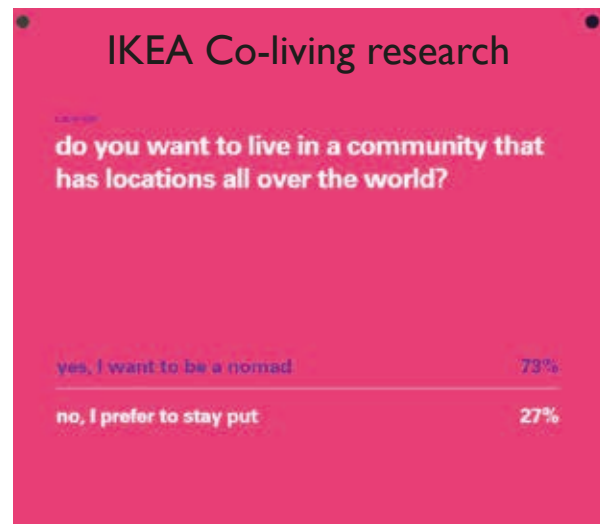 IKEA Co-living research
do you want to live in a community that
has locations all over the world?
yes, I want to be a nomad 73%
no, I prefer to stay put 27%